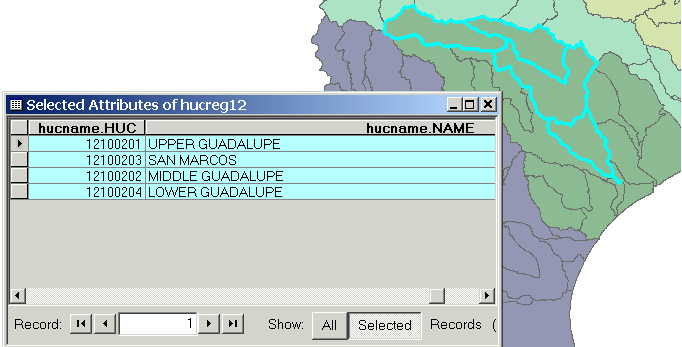 Selected Attributes of hucreg12
hucname.HUC hucname.NAME
12100201 UPPER GUADALUPE
12100203 SAN MARCOS
12100202 MIDDLE GUADALUPE
12100204 LOWER GUADALUPE
Record: 1 Show: All Selected Records (